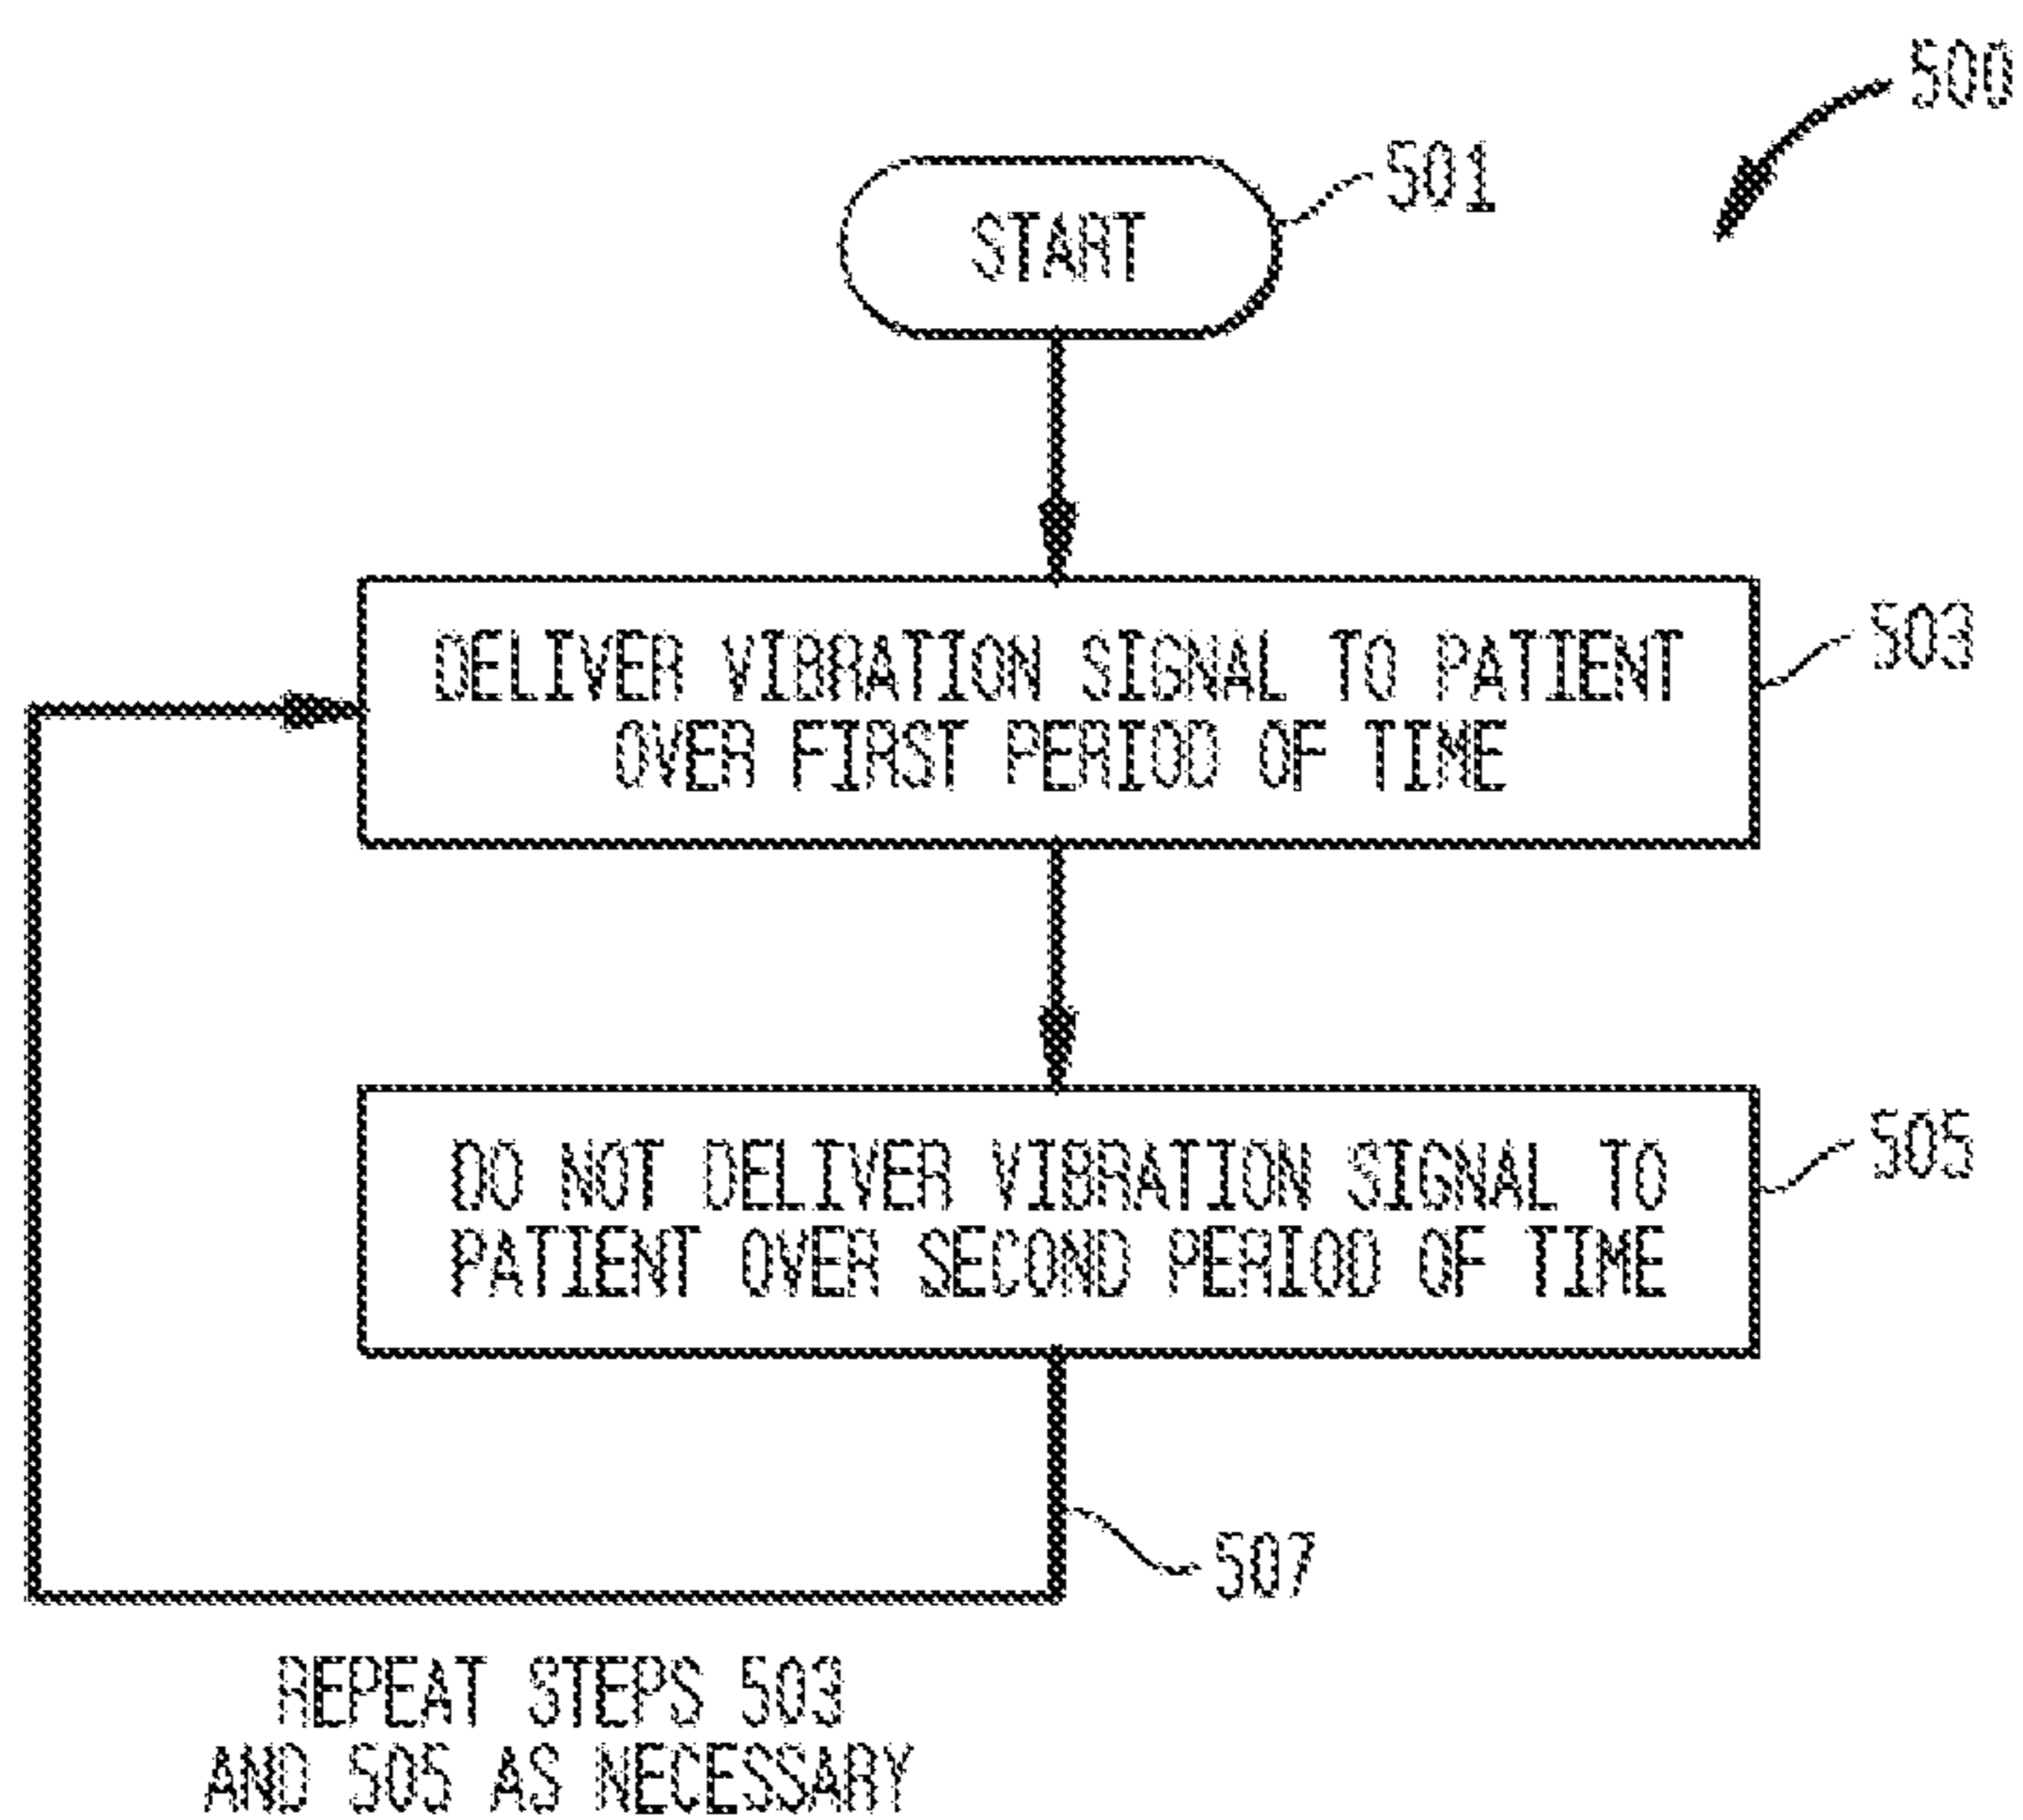 500
501
START
DELIVER VIBRATION SIGNAL TO PATIENT
OVER FIRST PERIOD OF TIME
503
DO NOT DELIVER VIBRATION SIGNAL TO
PATIENT OVER SECOND PERIOD OF TIME
505
507
REPEAT STEPS 503
AND 505 AS NECESSARY